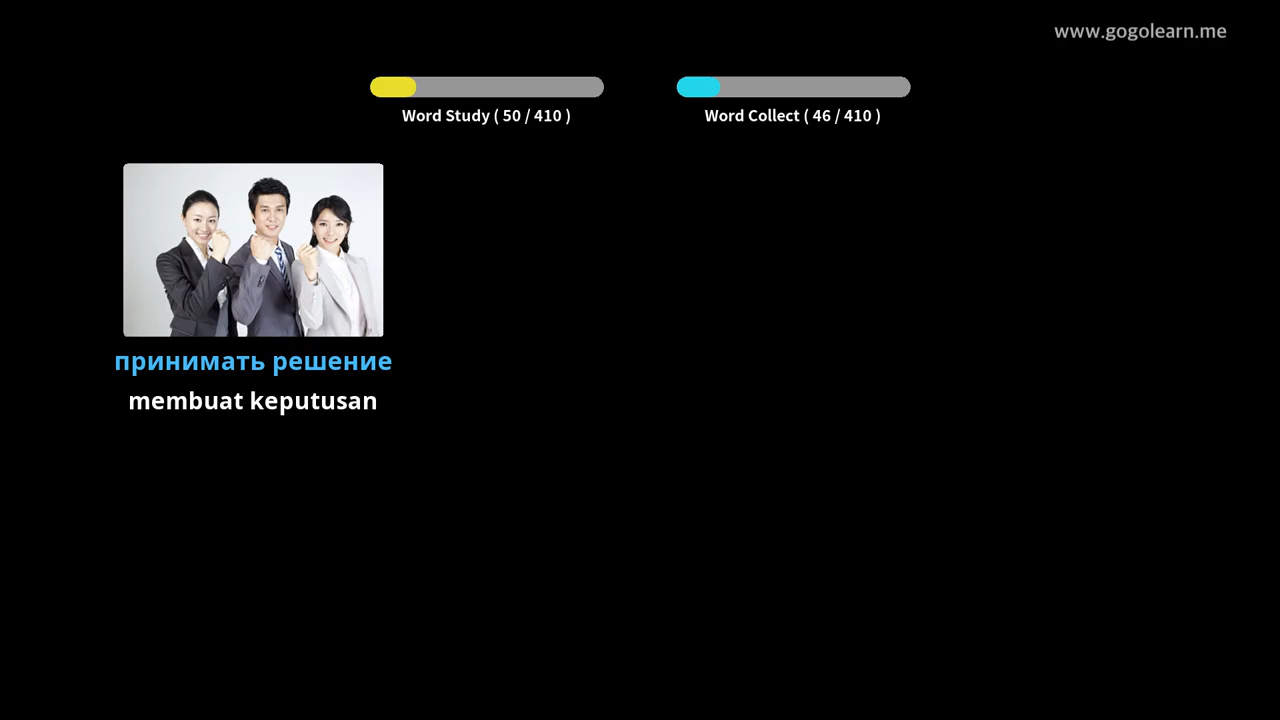 www.gogolearn.me
Word Study ( 50 / 410 )
Word Collect ( 46 / 410 )
принимать решение
membuat keputusan